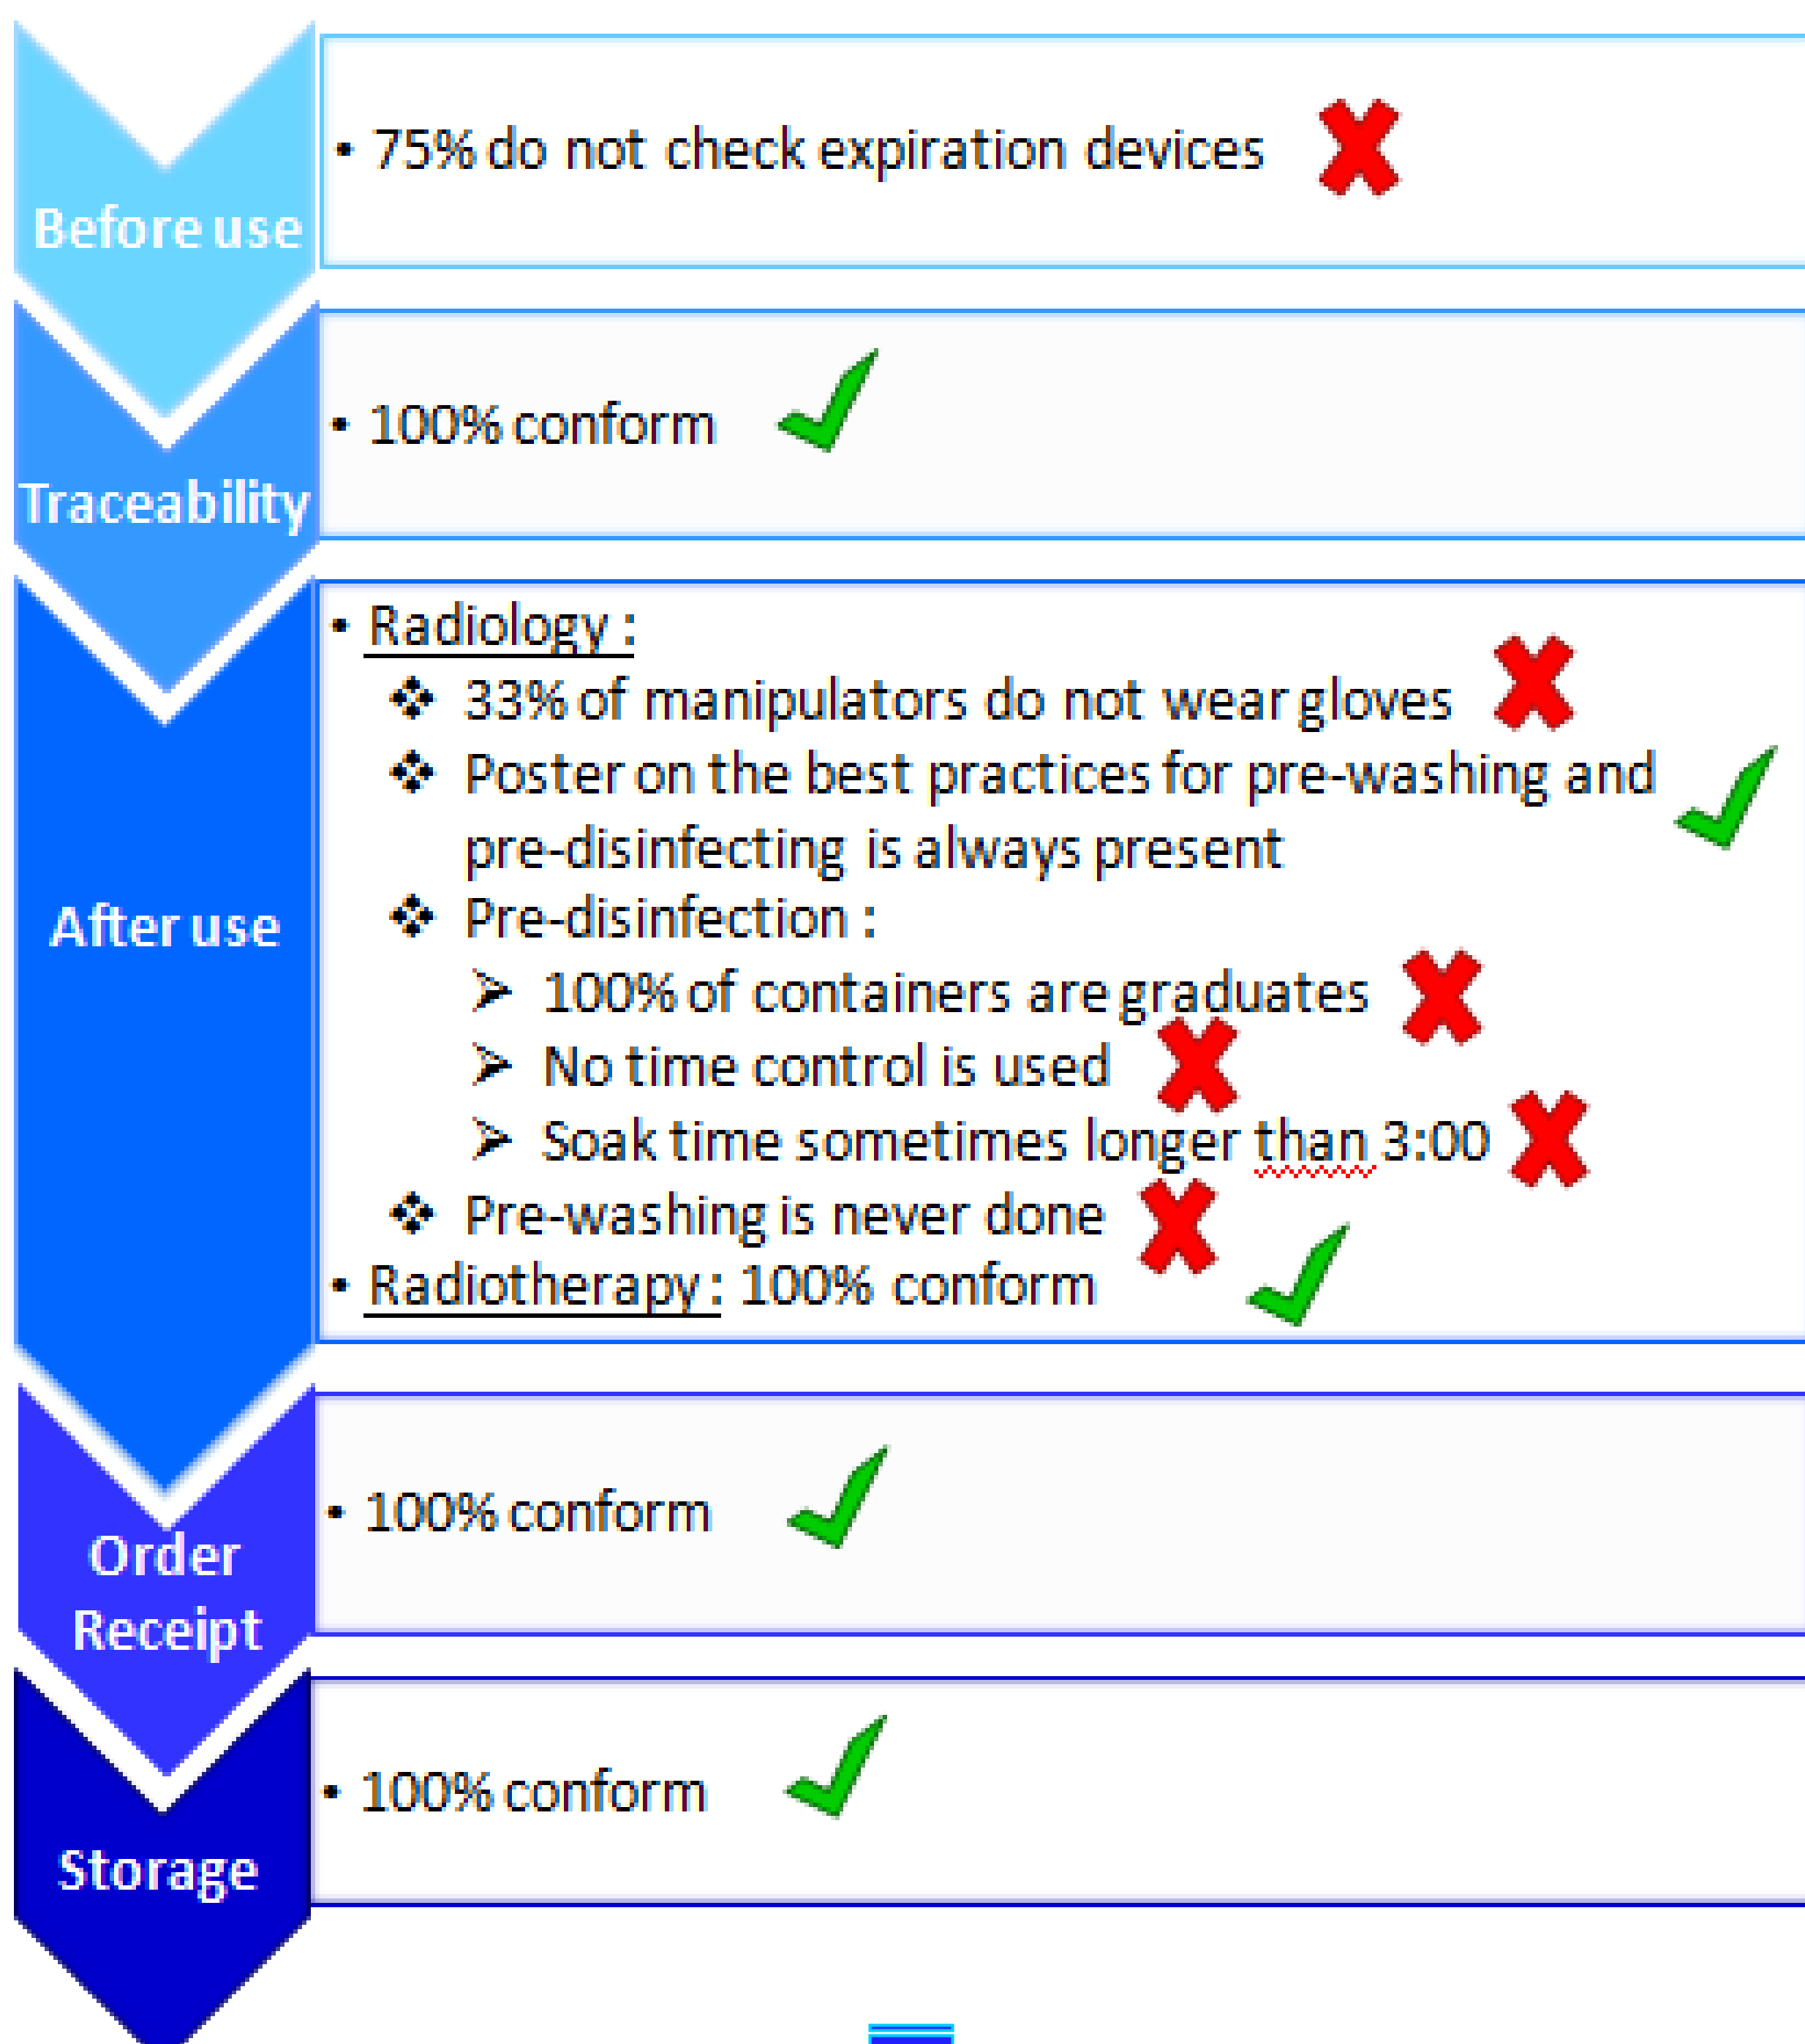 Before use
• 75% do not check expiration devices
Traceability
• 100% conform
After use
• Radiology :
❖ 33% of manipulators do not wear gloves
❖ Poster on the best practices for pre-washing and
pre-disinfecting is always present
❖ Pre-disinfection :
➢ 100% of containers are graduates
➢ No time control is used
➢ Soak time sometimes longer than 3:00
❖ Pre-washing is never done
• Radiotherapy : 100% conform
Order
Receipt
• 100% conform
Storage
• 100% conform